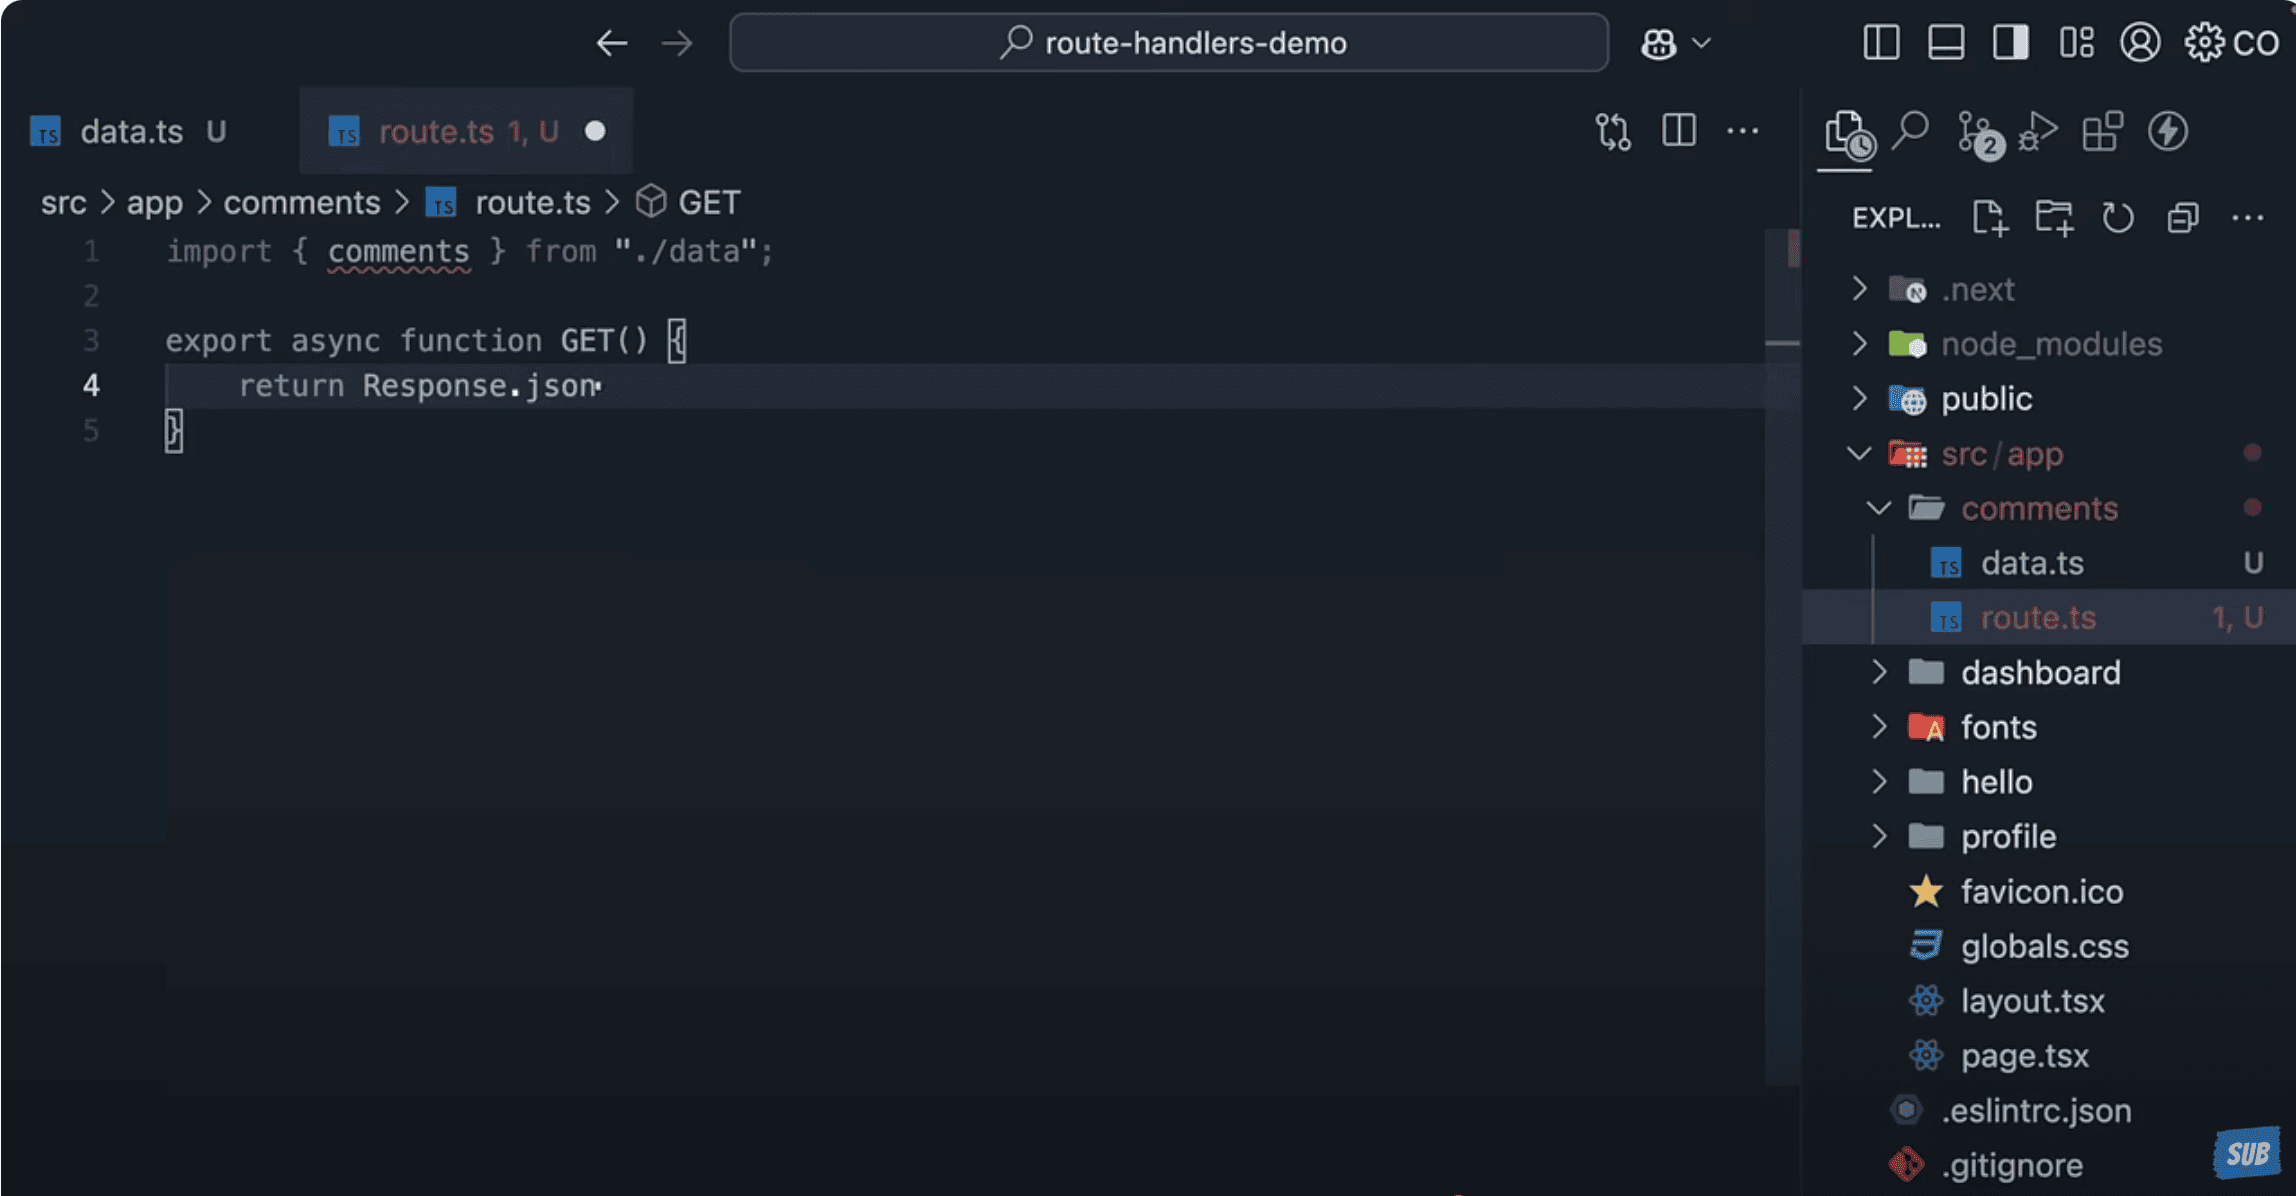 route-handlers-demo
CO
data.ts U
route.ts 1, U
src > app > comments > TS route.ts > GET
1 import { comments } from "./data";
2
3 export async function GET() {
4 return Response.json
5 }
2
EXPL...
.next
node_modules
public
src/app
comments
TS data.ts U
TS route.ts 1, U
dashboard
fonts
hello
profile
favicon.ico
globals.css
layout.tsx
page.tsx
.eslintrc.json
.gitignore
SUB